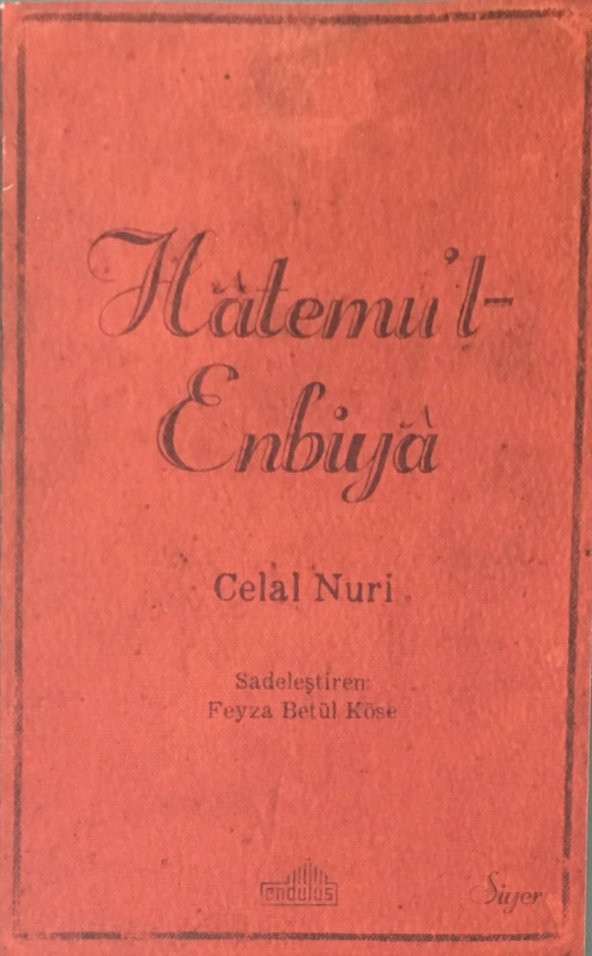 Hâtemu'l-
Enbiyâ
Celal Nuri
Sadeleştiren:
Feyza Betül Köse
endülüs
Siyer